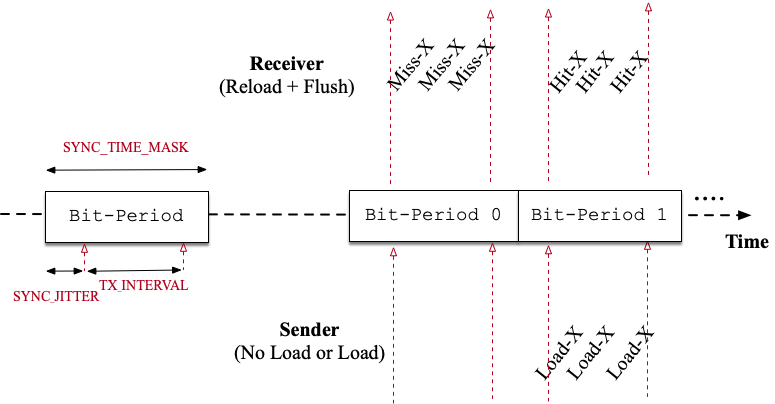 Receiver
(Reload + Flush)
Miss-X
Miss-X
Miss-X
Hit-X
Hit-X
Hit-X
SYNC_TIME_MASK
Bit-Period
Bit-Period 0
Bit-Period 1
....
Time
SYNC_JITTER
TX_INTERVAL
Sender
(No Load or Load)
Load-X
Load-X
Load-X